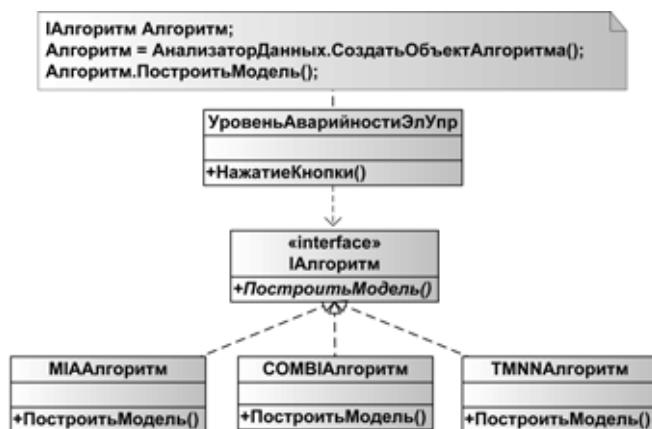 IАлгоритм Алгоритм;
Алгоритм = АнализаторДанных.СоздатьОбъектАлгоритма();
Алгоритм.ПостроитьМодель();
УровеньАварийностиЭлУпр
+НажатиеКнопки()
«interface»
IАлгоритм
+ПостроитьМодель()
MIAАлгоритм
+ПостроитьМодель()
COMBIАлгоритм
+ПостроитьМодель()
TMNNАлгоритм
+ПостроитьМодель()